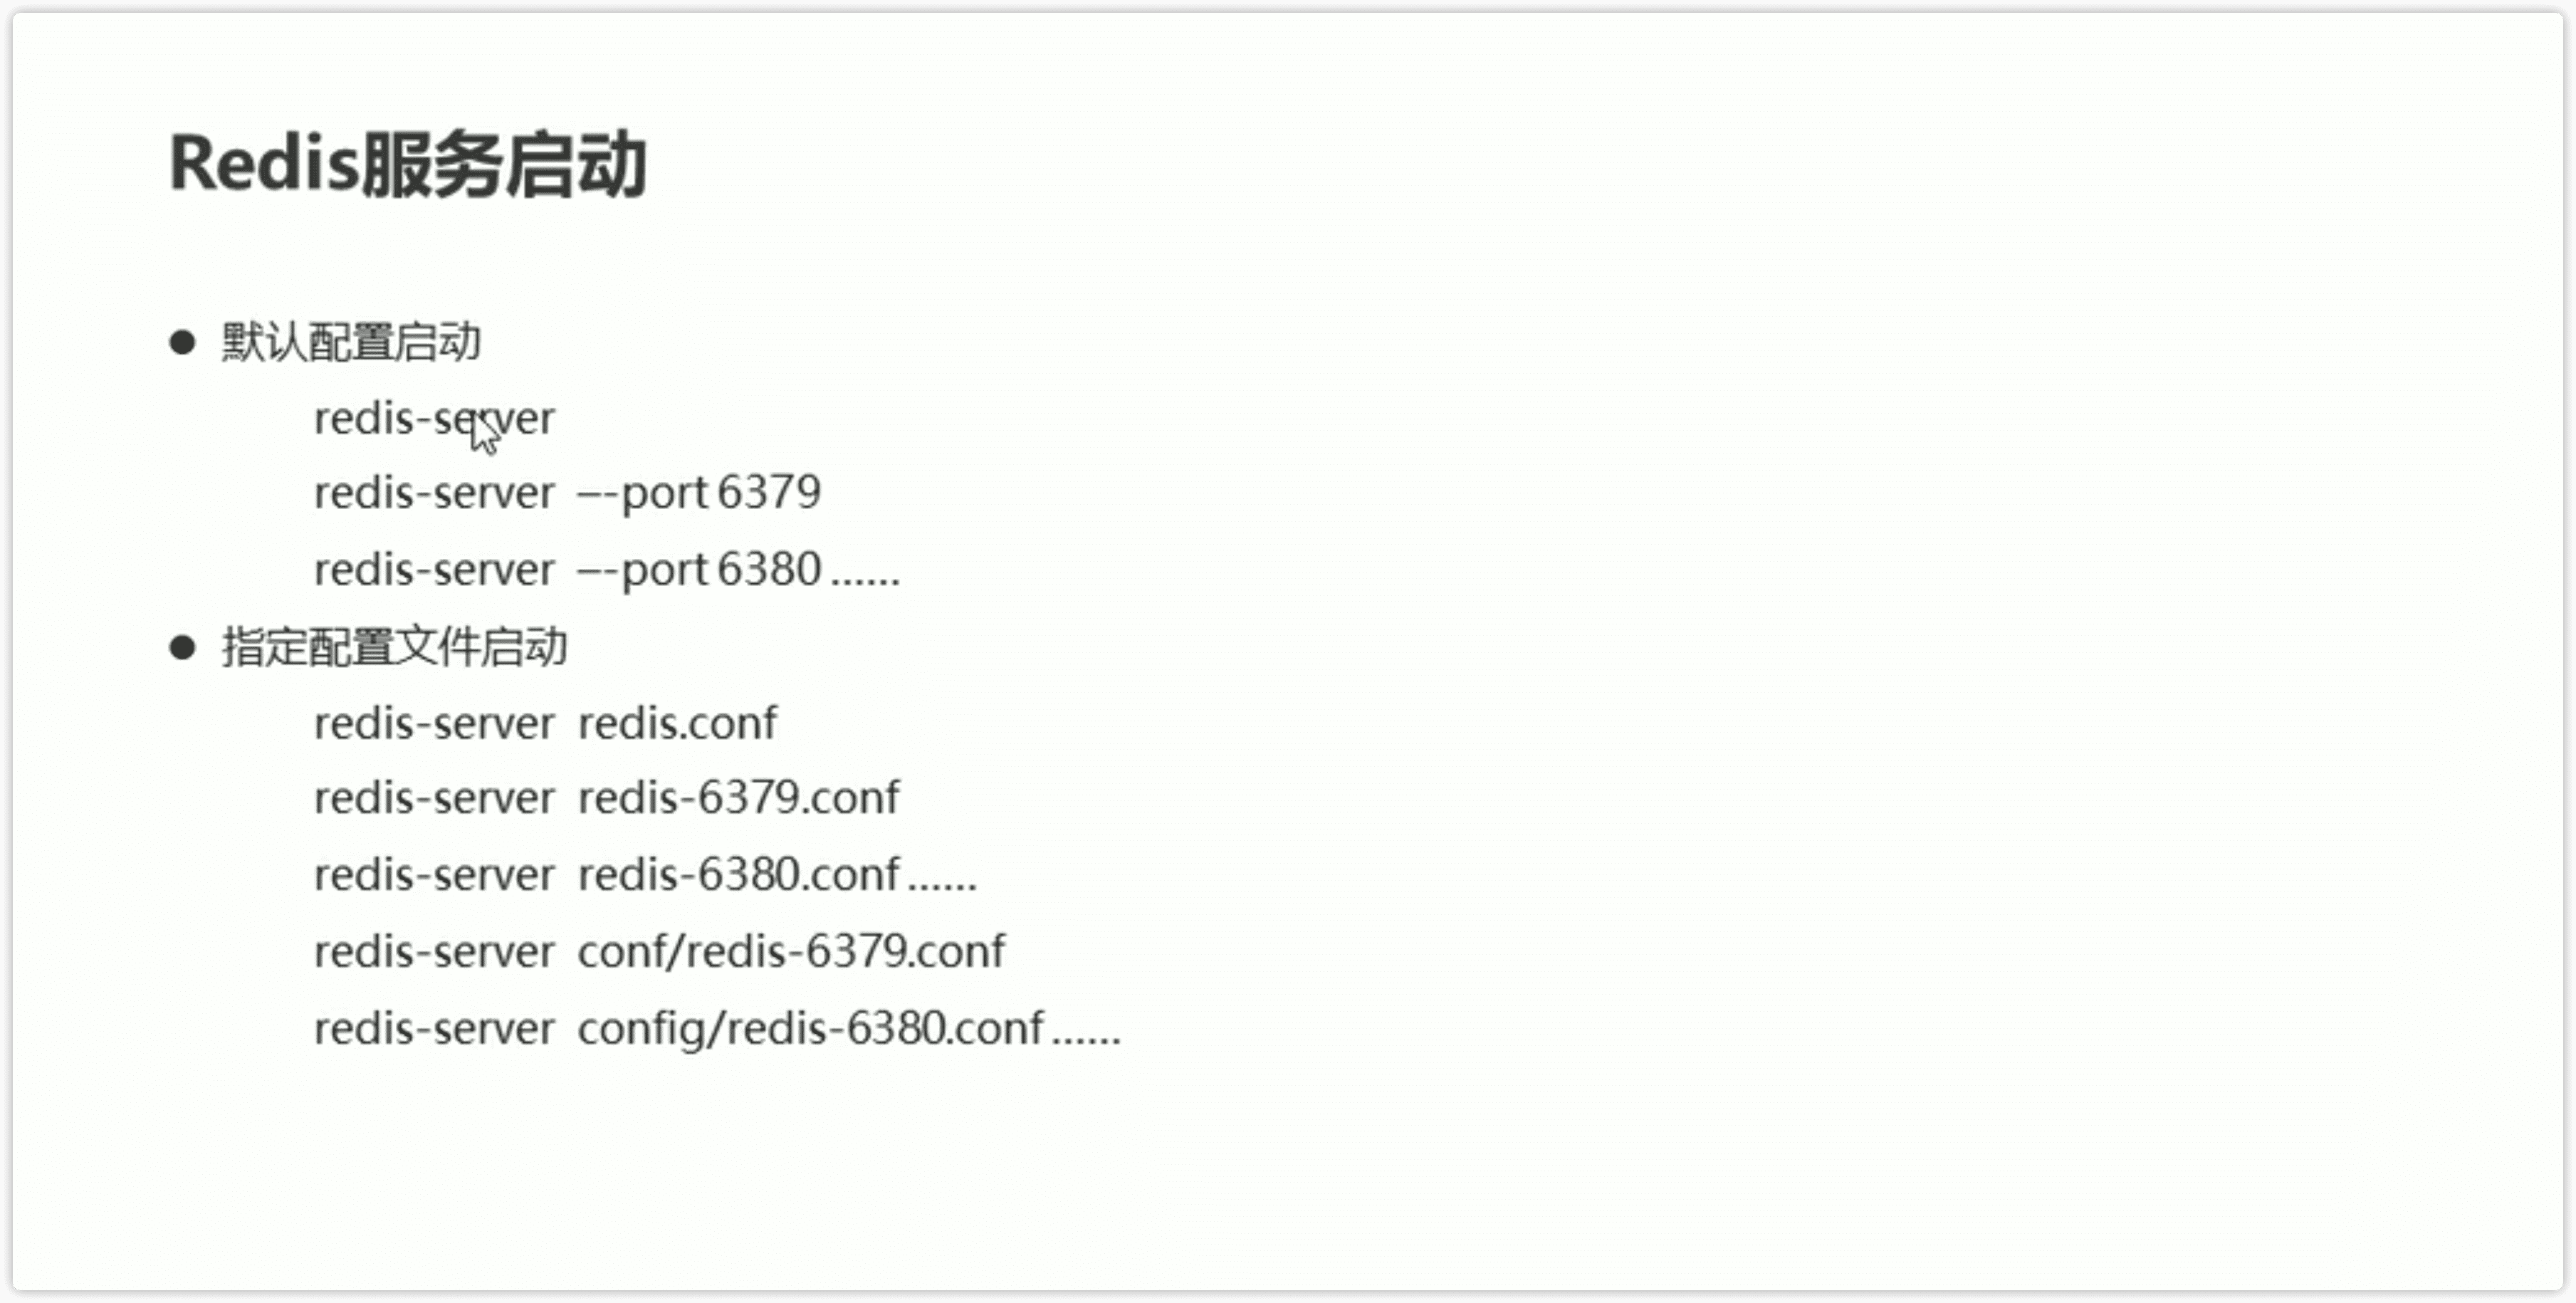 Redis服务启动
● 默认配置启动
redis-server
redis-server –-port 6379
redis-server –-port 6380 ……
● 指定配置文件启动
redis-server redis.conf
redis-server redis-6379.conf
redis-server redis-6380.conf ……
redis-server conf/redis-6379.conf
redis-server config/redis-6380.conf ……